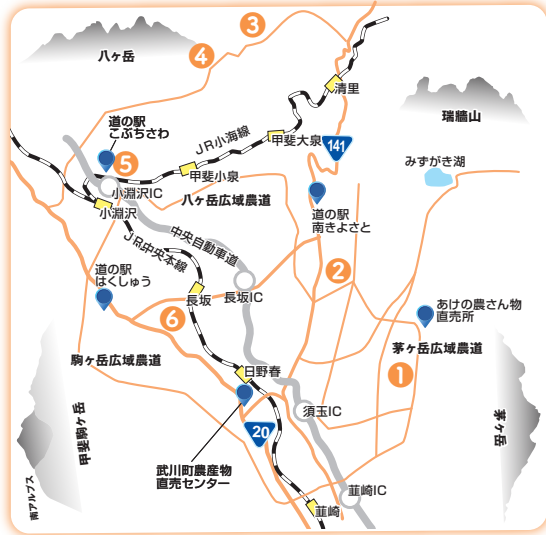 3
八ヶ岳
4
清里
瑞牆山
道の駅
こぶちさわ
JR小海線
甲斐大泉
141
5
みずがき湖
甲斐小泉
小淵沢IC
八ヶ岳広域農道
小淵沢
道の駅
南きよさと
JR中央本線
中央自動車道
道の駅
はくしゅう
2
長坂
長坂IC
あけの農さん物
直売所
6
駒ヶ岳広域農道
茅ヶ岳広域農道
日野春
1
須玉IC
甲斐駒ヶ岳
茅ヶ岳
20
武川町農産物
直売センター
南アルプス
韮崎IC
韮崎